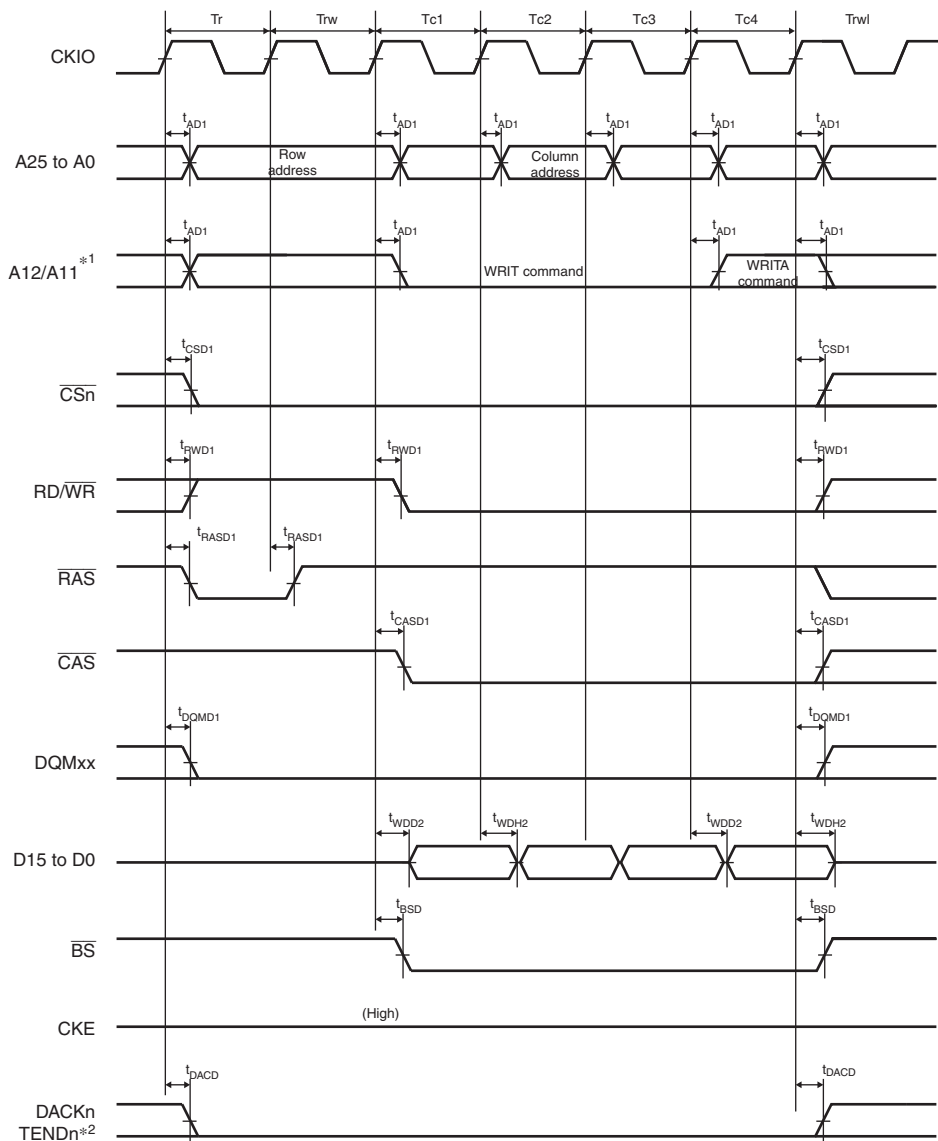 Tr Trw Tc1 Tc2 Tc3 Tc4 Trwl
CKIO
tAD1 tAD1 tAD1 tAD1 tAD1 tAD1
A25 to A0
Row
address
Column
address
tAD1 tAD1 tAD1 tAD1
A12/A11*1
WRIT command
WRITA
command
tCSD1 tCSD1
CSn
tRWD1 tRWD1 tRWD1
RD/WR
tRASD1 tRASD1
RAS
tCASD1 tCASD1
CAS
tDQMD1 tDQMD1
DQMxx
tWDD2 tWDH2 tWDD2 tWDH2
D15 to D0
tBSD tBSD
BS
(High)
CKE
tDACD tDACD
DACKn
TENDn*2